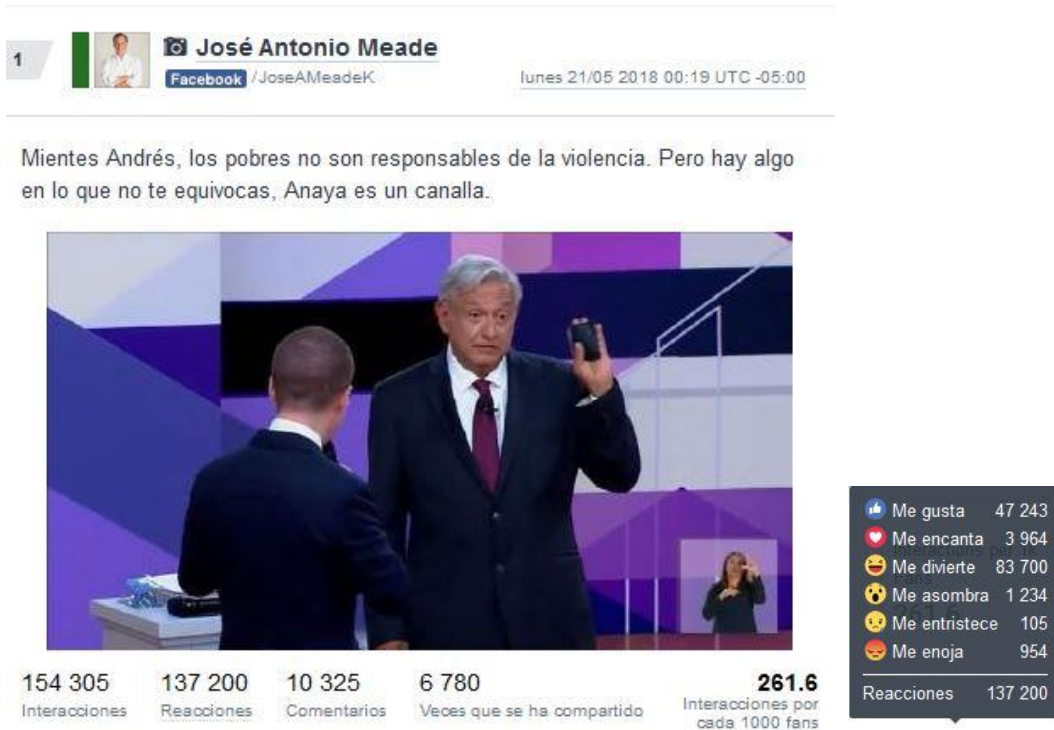 1
José Antonio Meade
Facebook /JoseAMeadeK
lunes 21/05 2018 00:19 UTC -05:00
Mientes Andrés, los pobres no son responsables de la violencia. Pero hay algo
en lo que no te equivocas, Anaya es un canalla.
154 305
Interacciones
137 200
Reacciones
10 325
Comentarios
6 780
Veces que se ha compartido
261.6
Interacciones por
cada 1000 fans
Me gusta 47 243
Me encanta 3 964
Me divierte 83 700
Me asombra 1 234
Me entristece 105
Me enoja 954
Reacciones 137 200